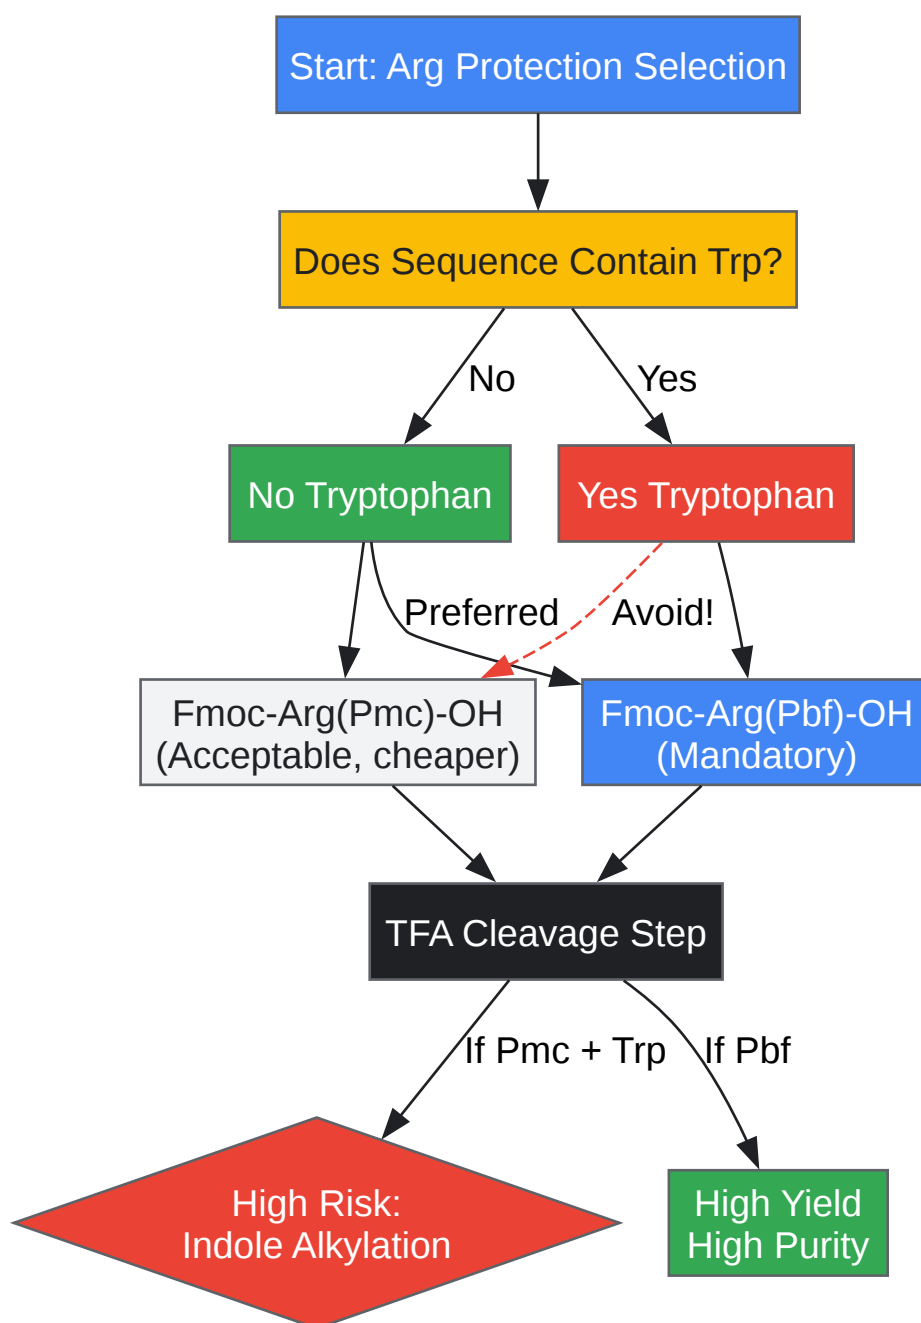 Start: Arg Protection Selection
Does Sequence Contain Trp?
No
Yes
No Tryptophan
Yes Tryptophan
Preferred
Avoid!
Fmoc-Arg(Pmc)-OH
(Acceptable, cheaper)
Fmoc-Arg(Pbf)-OH
(Mandatory)
TFA Cleavage Step
If Pmc + Trp
If Pbf
High Risk:
Indole Alkylation
High Yield
High Purity